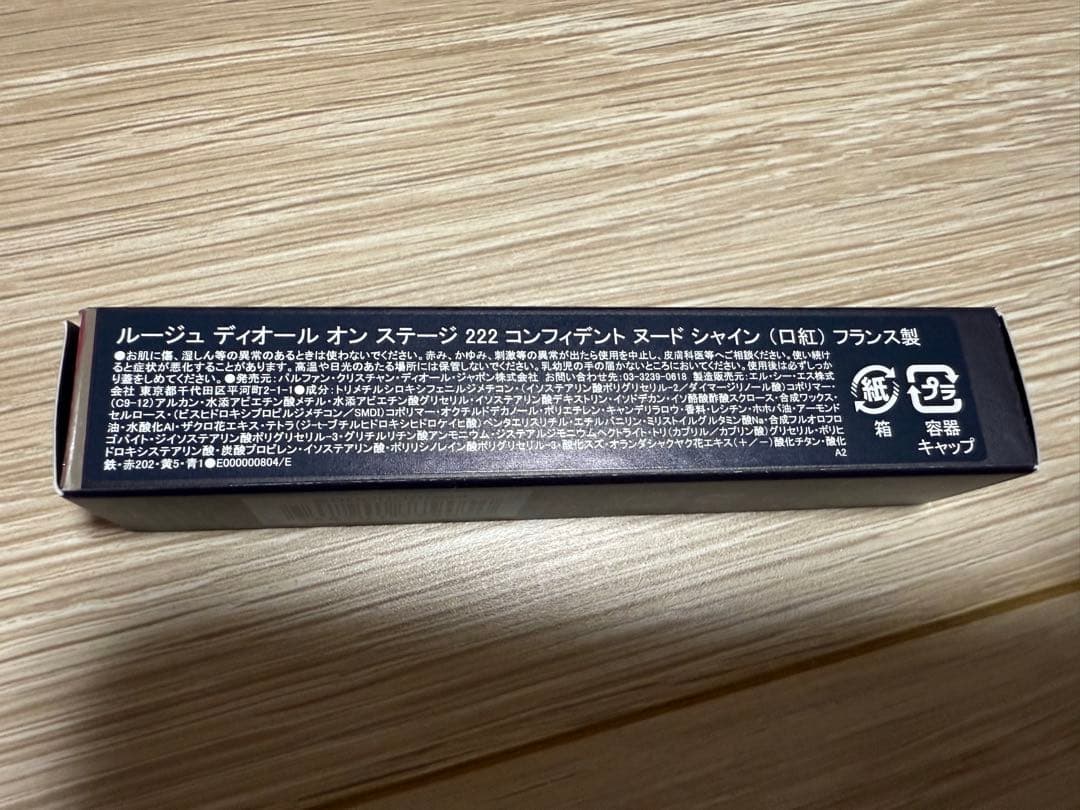 ルージュ ディオール オン ステージ 222 コンフィデント ヌード シャイン（口紅）フランス製
●お肌に傷、湿しん等の異常のあるときは使わないでください。赤み、かゆみ、刺激等の異常が出たら使用を中止し、皮膚科医等へご相談ください。使い続け
ると症状が悪化することがあります。高温や日光のあたる場所には保管しないでください。乳幼児の手の届かないところにおいてください。使用後は必ずしっか
り蓋をしめてください。●発売元：パルファン・クリスチャン・ディオール・ジャポン株式会社 お問い合わせ先：03-3239-0618 製造販売元：エル・シー・エス株式
会社 東京都千代田区平河町2-1-1●成分：トリメチルシロキシフェニルジメチコン・イソステアリン酸ポリグリセリル-2・(イソステアリン酸ポリグリセリル-2/ダイマージリノール酸)コポリマー・
(C9-12)アルカン・水添アビエチン酸メチル・水添アビエチン酸グリセリル・イソステアリン酸デキストリン・イソドデカン・イソ酪酸酢酸スクロース・合成ワックス・
セルロース・(ビスヒドロキシプロピルジメチコン/SMDI)コポリマー・オクチルドデカノール・ポリエチレン・キャンデリラロウ・香料・レシチン・ホホバ油・アーモンド
油・水酸化Al・ザクロ花エキス・テトラ(ジ-t-ブチルヒドロキシヒドロケイヒ酸)ペンタエリスリチル・エチルバニリン・ミリストイルグルタミン酸Na・合成フルオロフロ
ゴパイト・ジイソステアリン酸ポリグリセリル-3・グリチルリチン酸アンモニウム・ジステアルジモニウムヘクトライト・トリ(カプリル/カプリン酸)グリセリル・ポリヒ
ドロキシステアリン酸・炭酸プロピレン・イソステアリン酸・ポリリシノレイン酸ポリグリセリル-3・酸化スズ・オランダシャクヤク花エキス(+/-)酸化チタン・酸化
鉄・赤202・黄5・青1●E000000804/E
A2
紙
箱
プラ
容器
キャップ